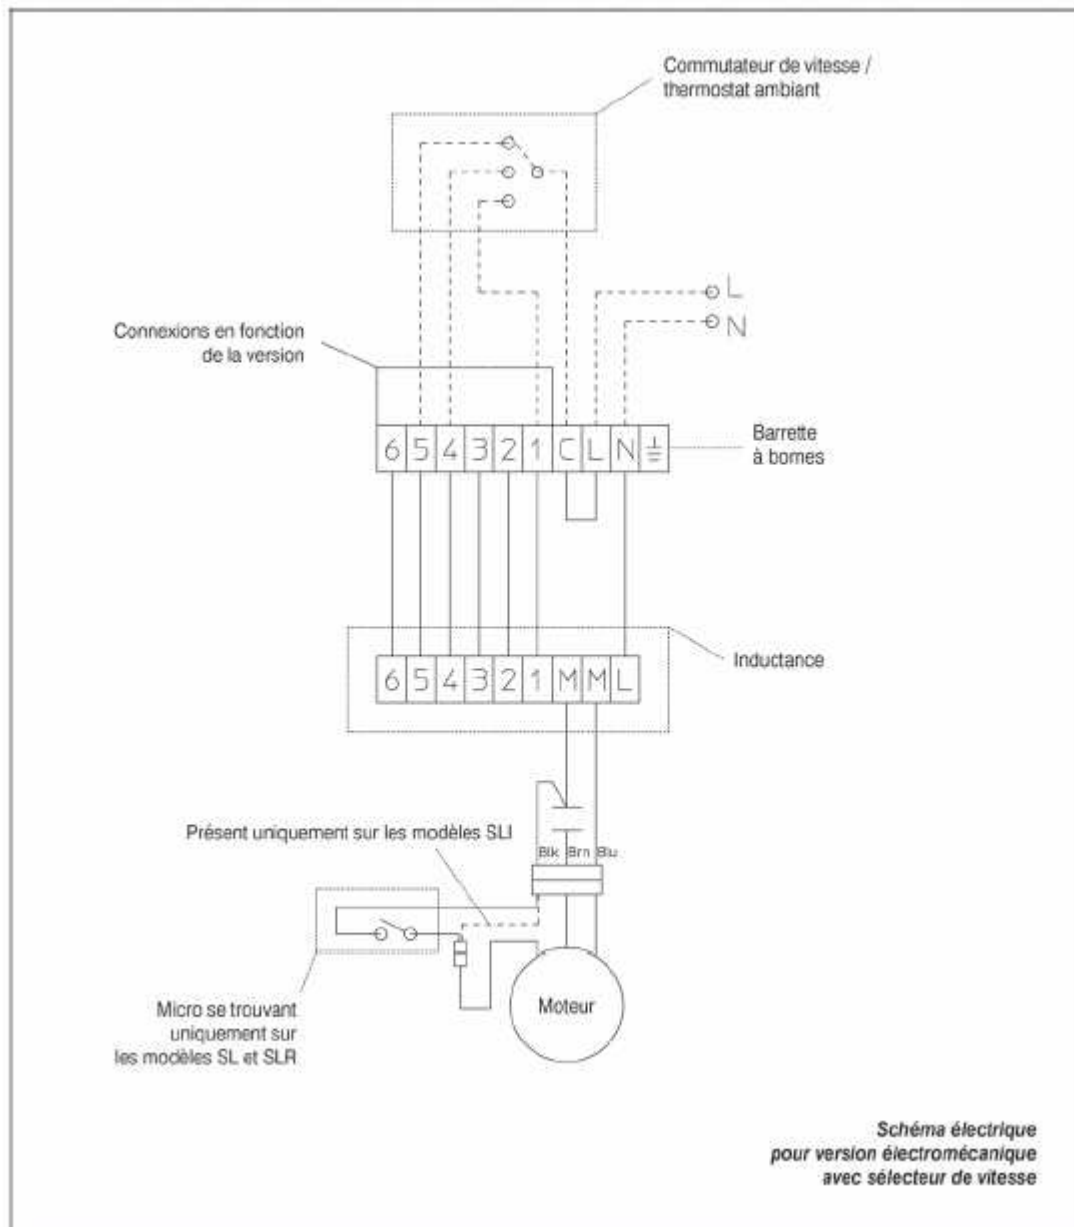 Commutateur de vitesse /
thermostat ambiant
L
N
Connexions en fonction
de la version
6 5 4 3 2 1 C L N
Barrette
à bornes
Inductance
6 5 4 3 2 1 M M L
Présent uniquement sur les modèles SLI
Blk Brn Blu
Moteur
Micro se trouvant
uniquement sur
les modèles SL et SLR
Schéma électrique
pour version électromécanique
avec sélecteur de vitesse